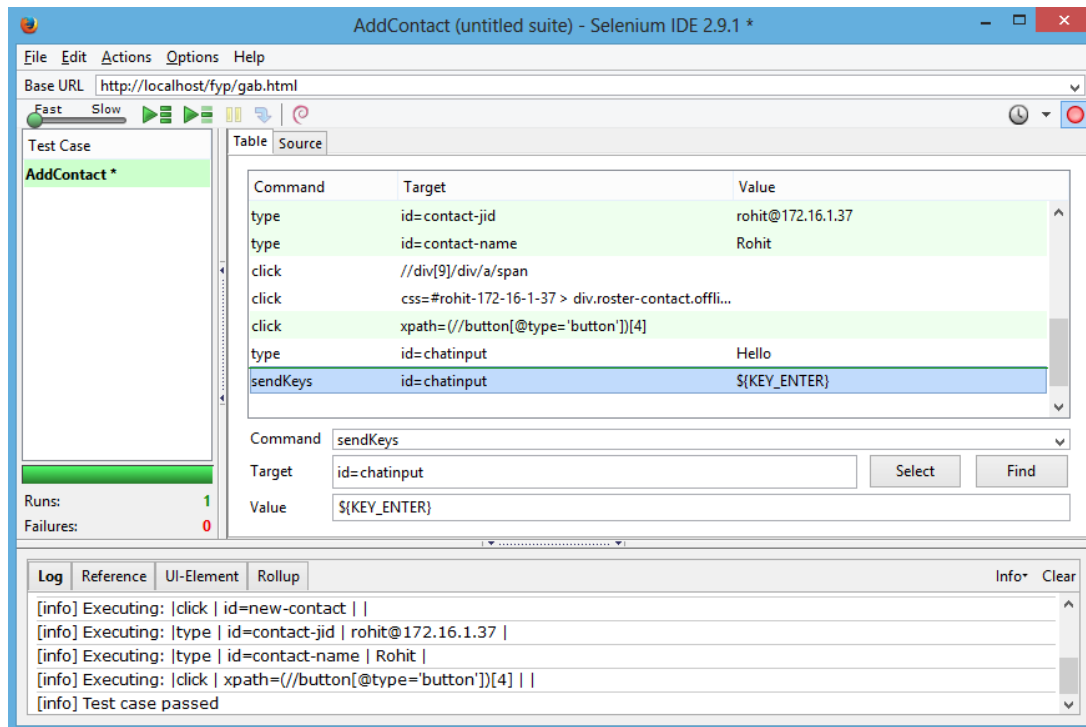 AddContact (untitled suite) - Selenium IDE 2.9.1 *
File Edit Actions Options Help
Base URL http://localhost/fyp/gab.html
Fast Slow
Test Case
Table Source
AddContact *
Command Target Value
type id=contact-jid rohit@172.16.1.37
type id=contact-name Rohit
click //div[9]/div/a/span
click css=#rohit-172-16-1-37 > div.roster-contact.offli...
click xpath=(//button[@type='button'])[4]
type id=chatinput Hello
sendKeys id=chatinput ${KEY_ENTER}
Command sendKeys
Target id=chatinput Select Find
Value ${KEY_ENTER}
Runs: 1
Failures: 0
Log Reference UI-Element Rollup Info Clear
[info] Executing: |click | id=new-contact | |
[info] Executing: |type | id=contact-jid | rohit@172.16.1.37 |
[info] Executing: |type | id=contact-name | Rohit |
[info] Executing: |click | xpath=(//button[@type='button'])[4] | |
[info] Test case passed